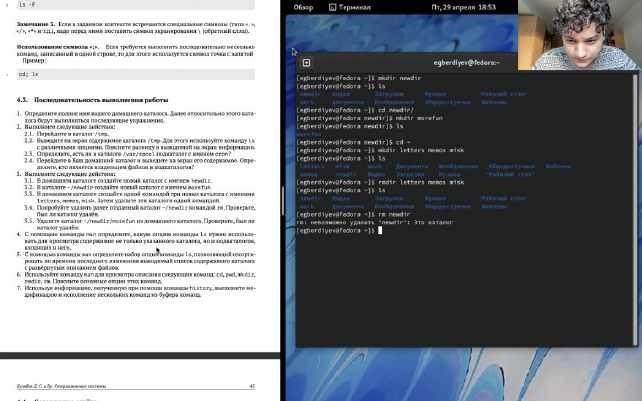 ls -F
Замечание 3. Если в заданном контексте встречаются специальные символы (типа «.»,
«/», «*» и т.д.), надо перед ними поставить символ экранирования \ (обратный слэш).
Использование символа «;». Если требуется выполнить последовательно несколько
команд, записанный в одной строке, то для этого используется символ точка с запятой
Пример:
cd; ls
4.3. Последовательность выполнения работы
1. Определите полное имя вашего домашнего каталога. Далее относительно этого ката-
лога будут выполняться последующие упражнения.
2. Выполните следующие действия:
2.1. Перейдите в каталог /tmp.
2.2. Выведите на экран содержимое каталога /tmp. Для этого используйте команду ls
с различными опциями. Поясните разницу в выводимой на экран информации.
2.3. Определите, есть ли в каталоге /var/spool подкаталог с именем cron?
2.4. Перейдите в Ваш домашний каталог и выведите на экран его содержимое. Опре-
делите, кто является владельцем файлов и подкаталогов?
3. Выполните следующие действия:
3.1. В домашнем каталоге создайте новый каталог с именем newdir.
3.2. В каталоге ~/newdir создайте новый каталог с именем morefun.
3.3. В домашнем каталоге создайте одной командой три новых каталога с именами
letters, memos, misk. Затем удалите эти каталоги одной командой.
3.4. Попробуйте удалить ранее созданный каталог ~/newdir командой rm. Проверьте,
был ли каталог удалён.
3.5. Удалите каталог ~/newdir/morefun из домашнего каталога. Проверьте, был ли
каталог удалён.
4. С помощью команды man определите, какую опцию команды ls нужно использо-
вать для просмотра содержимое не только указанного каталога, но и подкаталогов,
входящих в него.
5. С помощью команды man определите набор опций команды ls, позволяющий отсорти-
ровать по времени последнего изменения выводимый список содержимого каталога
с развёрнутым описанием файлов.
6. Используйте команду man для просмотра описания следующих команд: cd, pwd, mkdir,
rmdir, rm. Поясните основные опции этих команд.
7. Используя информацию, полученную при помощи команды history, выполните мо-
дификацию и исполнение нескольких команд из буфера команд.
45
Обзор
Терминал
Пт, 29 апреля 18:53
egberdiyev@fedora:~
[egberdiyev@fedora ~]$ mkdir newdir
[egberdiyev@fedora ~]$ ls
newdir Видео Загрузки Музыка 'Рабочий стол'
work Документы Изображения Общедоступные Шаблоны
[egberdiyev@fedora ~]$ cd newdir/
[egberdiyev@fedora newdir]$ mkdir morefun
[egberdiyev@fedora newdir]$ ls
morefun
[egberdiyev@fedora newdir]$ cd ~
[egberdiyev@fedora ~]$ mkdir letters memos misk
[egberdiyev@fedora ~]$ ls
letters misk work Документы Изображения Общедоступные Шаблоны
memos newdir Видео Загрузки Музыка 'Рабочий стол'
[egberdiyev@fedora ~]$ rmdir letters memos misk
[egberdiyev@fedora ~]$ ls
newdir Видео Загрузки Музыка 'Рабочий стол'
work Документы Изображения Общедоступные Шаблоны
[egberdiyev@fedora ~]$ rm newdir
rm: невозможно удалить 'newdir': Это каталог
[egberdiyev@fedora ~]$